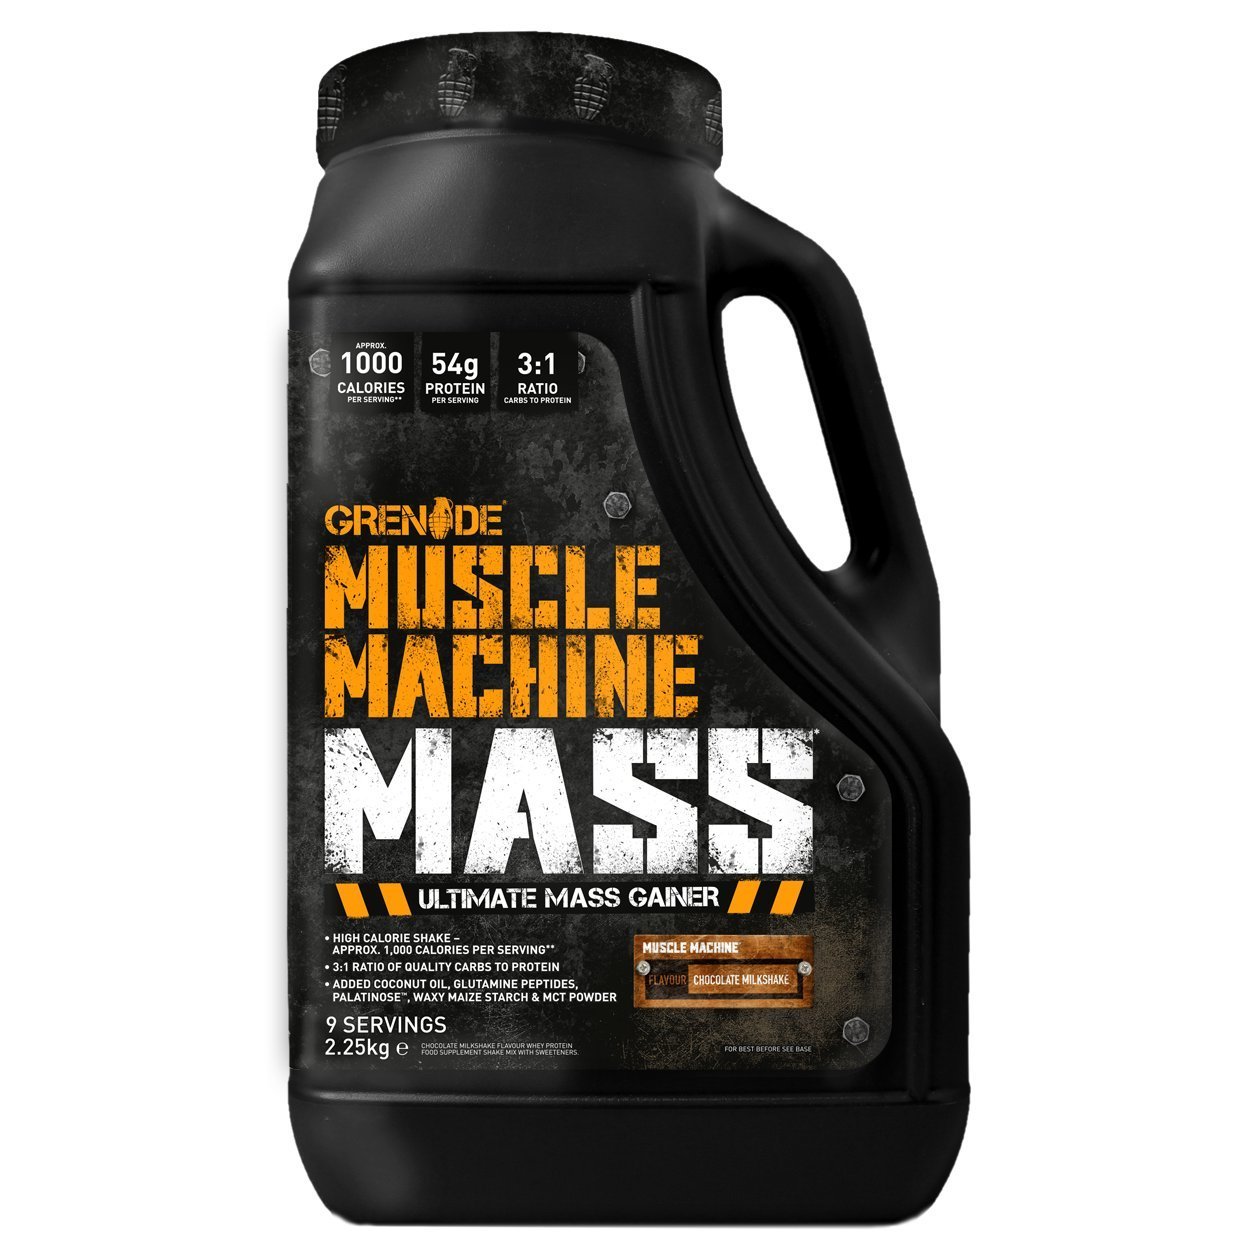 APPROX.
1000
CALORIES
PER SERVING**
54g
PROTEIN
PER SERVING
3:1
RATIO
CARBS TO PROTEIN
GRENADE®
MUSCLE
MACHINE
MASS
ULTIMATE MASS GAINER
• HIGH CALORIE SHAKE –
APPROX. 1,000 CALORIES PER SERVING**
• 3:1 RATIO OF QUALITY CARBS TO PROTEIN
• ADDED COCONUT OIL, GLUTAMINE PEPTIDES,
PALATINOSE™, WAXY MAIZE STARCH & MCT POWDER
MUSCLE MACHINE
FLAVOUR CHOCOLATE MILKSHAKE
9 SERVINGS
2.25kg ℮
CHOCOLATE MILKSHAKE FLAVOUR WHEY PROTEIN
FOOD SUPPLEMENT SHAKE MIX WITH SWEETENERS.
FOR BEST BEFORE SEE BASE